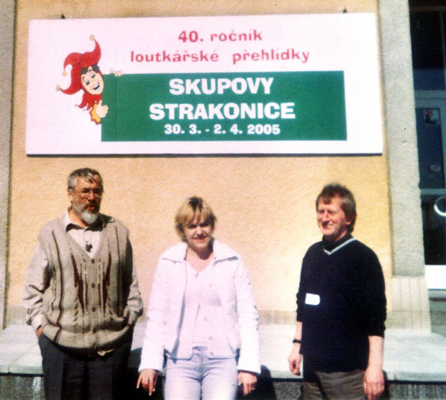 40. ročník
loutkářské přehlídky
SKUPOVY
STRAKONICE
30. 3. - 2. 4. 2005